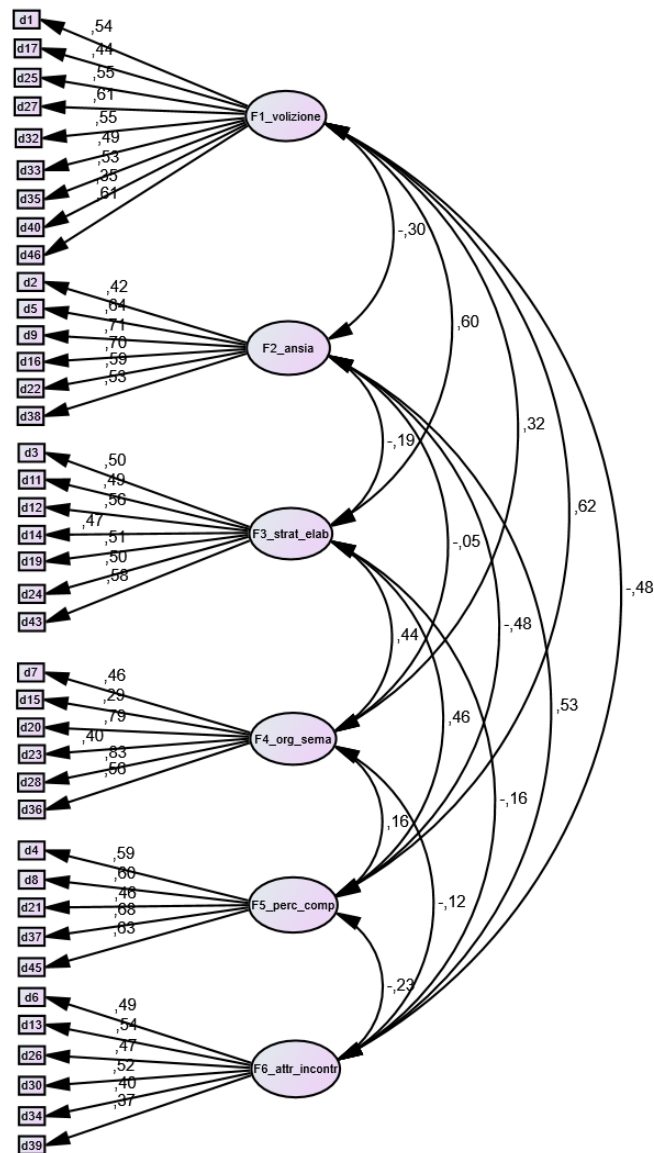 d1
,54
d17
,44
d25
,55
d27
,61
F1_volizione
d32
,55
d33
,49
d35
,53
d40
,35
d46
,61
-,30
d2
,42
d5
,64
d9
,71
d16
,70
F2_ansia
d22
,59
d38
,53
,60
,32
-,19
d3
,50
d11
,49
d12
,56
d14
,47
F3_strat_elab
d19
,51
d24
,50
d43
,58
,62
-,05
-,48
,44
-,48
d7
,46
d15
,29
d20
,79
d23
,40
F4_org_sema
d28
,83
d36
,56
,46
,53
-,16
,16
d4
,59
d8
,60
d21
,46
F5_perc_comp
d37
,68
d45
,63
-,12
-,23
d6
,49
d13
,54
d26
,47
F6_attr_incontr
d30
,52
d34
,40
d39
,37